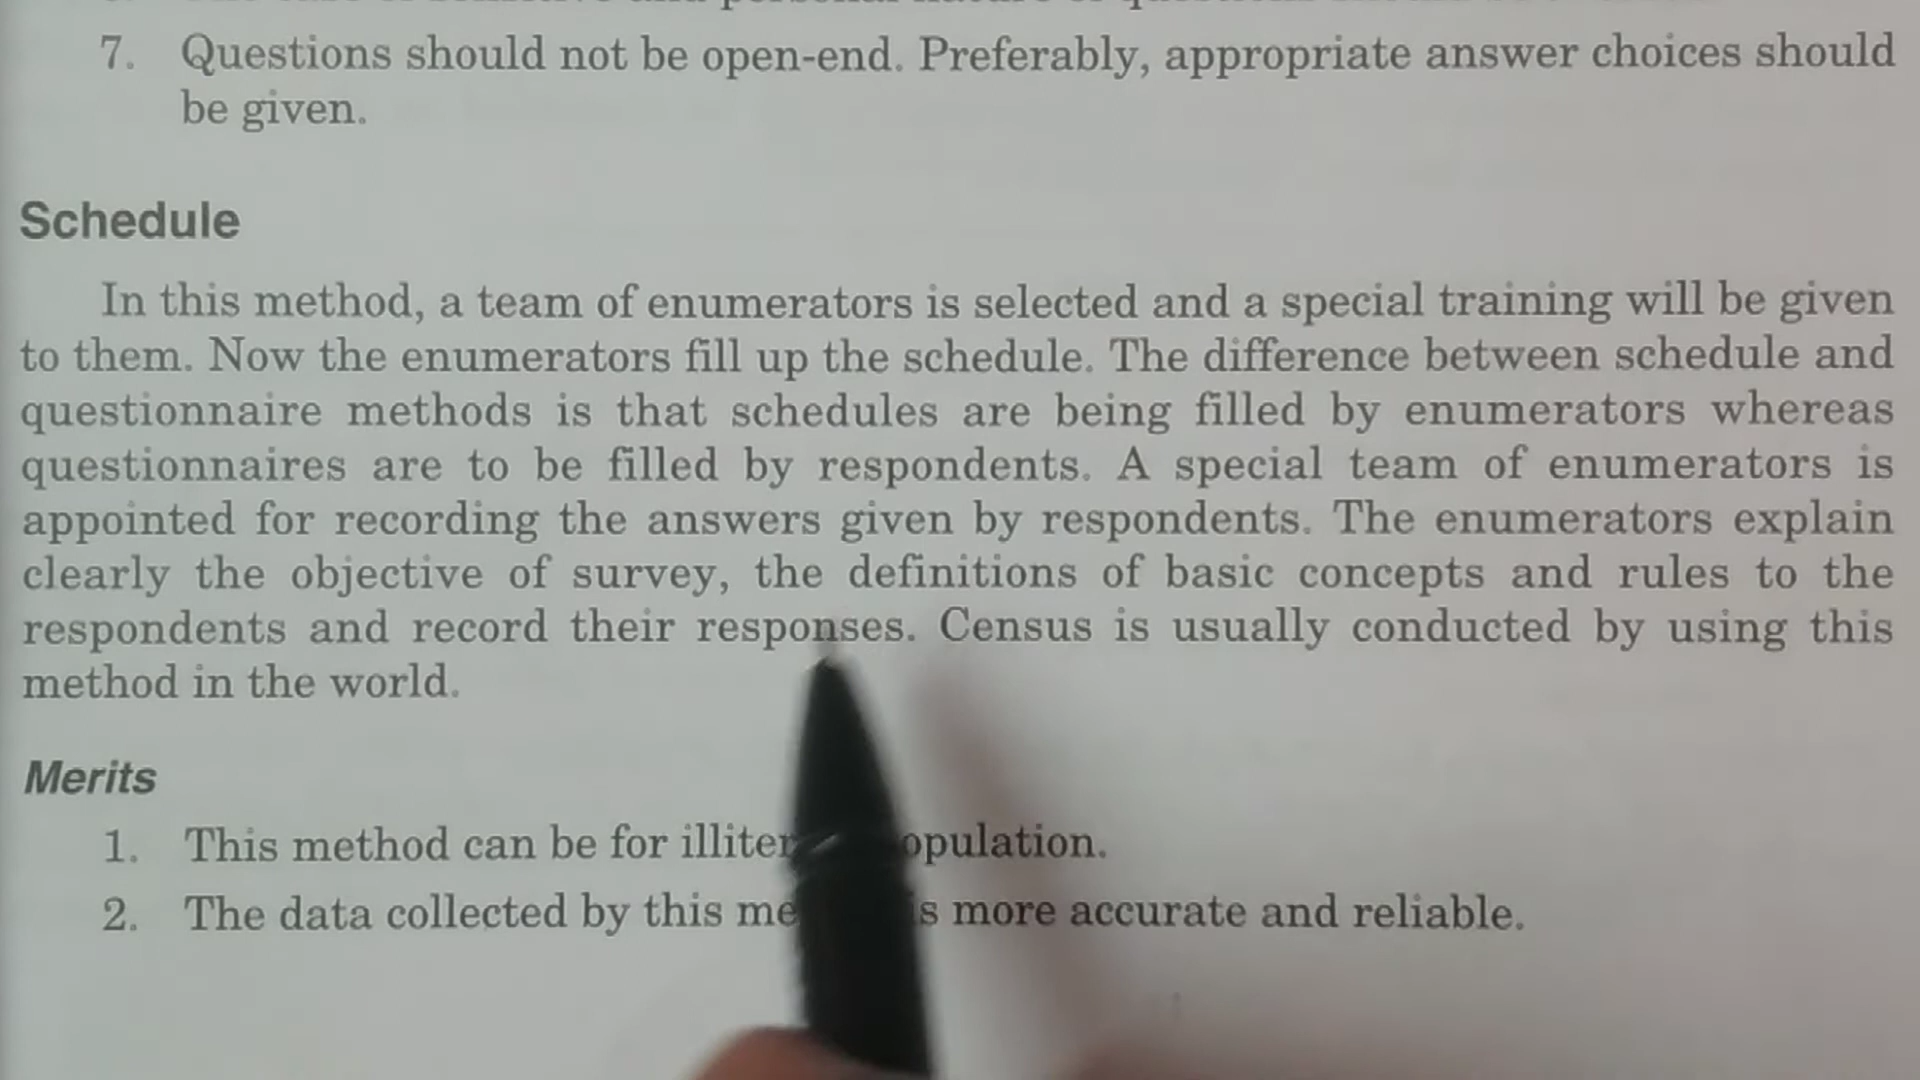 7. Questions should not be open-end. Preferably, appropriate answer choices should
be given.
Schedule
In this method, a team of enumerators is selected and a special training will be given
to them. Now the enumerators fill up the schedule. The difference between schedule and
questionnaire methods is that schedules are being filled by enumerators whereas
questionnaires are to be filled by respondents. A special team of enumerators is
appointed for recording the answers given by respondents. The enumerators explain
clearly the objective of survey, the definitions of basic concepts and rules to the
respondents and record their responses. Census is usually conducted by using this
method in the world.
Merits
1. This method can be for
2. The data collected by this more accurate and reliable.